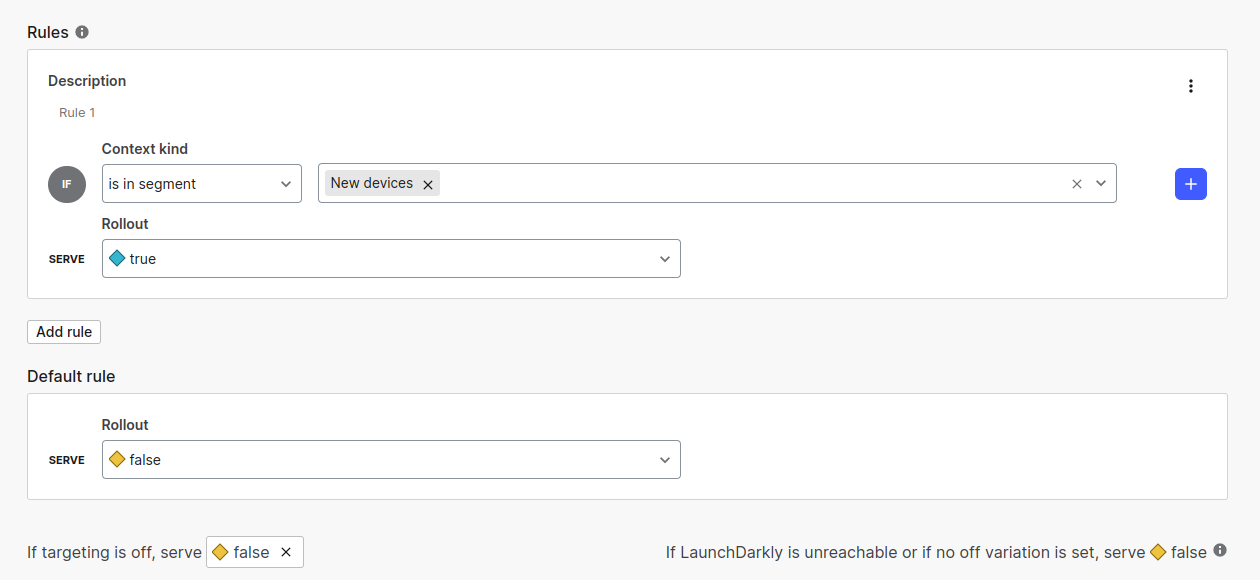 Rules
Description
Rule 1
Context kind
IF
is in segment
New devices
Rollout
SERVE
true
Add rule
Default rule
Rollout
SERVE
false
If targeting is off, serve false
If LaunchDarkly is unreachable or if no off variation is set, serve false